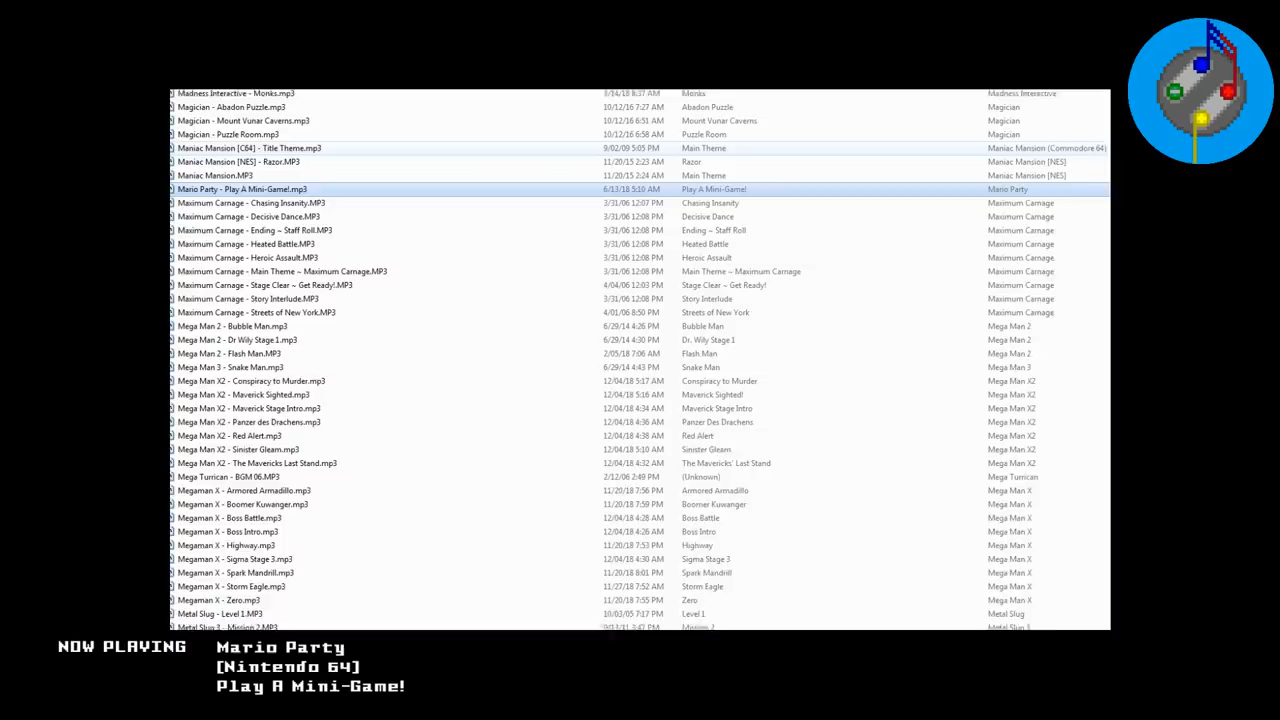 Madness Interactive - Monks.mp3 3/14/18 8:37 AM Monks Madness Interactive
Magician - Abadon Puzzle.mp3 10/12/16 7:27 AM Abadon Puzzle Magician
Magician - Mount Vunar Caverns.mp3 10/12/16 6:51 AM Mount Vunar Caverns Magician
Magician - Puzzle Room.mp3 10/12/16 6:58 AM Puzzle Room Magician
Maniac Mansion [C64] - Title Theme.mp3 9/02/09 5:05 PM Main Theme Maniac Mansion (Commodore 64)
Maniac Mansion [NES] - Razor.MP3 11/20/15 2:23 AM Razor Maniac Mansion [NES]
Maniac Mansion.MP3 11/20/15 2:24 AM Main Theme Maniac Mansion [NES]
Mario Party - Play A Mini-Game!.mp3 6/13/18 5:10 AM Play A Mini-Game! Mario Party
Maximum Carnage - Chasing Insanity.MP3 3/31/06 12:07 PM Chasing Insanity Maximum Carnage
Maximum Carnage - Decisive Dance.MP3 3/31/06 12:08 PM Decisive Dance Maximum Carnage
Maximum Carnage - Ending ~ Staff Roll.MP3 3/31/06 12:08 PM Ending ~ Staff Roll Maximum Carnage
Maximum Carnage - Heated Battle.MP3 3/31/06 12:08 PM Heated Battle Maximum Carnage
Maximum Carnage - Heroic Assault.MP3 3/31/06 12:08 PM Heroic Assault Maximum Carnage
Maximum Carnage - Main Theme ~ Maximum Carnage.MP3 3/31/06 12:08 PM Main Theme ~ Maximum Carnage Maximum Carnage
Maximum Carnage - Stage Clear ~ Get Ready!.MP3 4/04/06 12:03 PM Stage Clear ~ Get Ready! Maximum Carnage
Maximum Carnage - Story Interlude.MP3 3/31/06 12:08 PM Story Interlude Maximum Carnage
Maximum Carnage - Streets of New York.MP3 4/01/06 8:50 PM Streets of New York Maximum Carnage
Mega Man 2 - Bubble Man.mp3 6/29/14 4:26 PM Bubble Man Mega Man 2
Mega Man 2 - Dr Wily Stage 1.mp3 6/29/14 4:30 PM Dr. Wily Stage 1 Mega Man 2
Mega Man 2 - Flash Man.MP3 2/05/18 7:06 AM Flash Man Mega Man 2
Mega Man 3 - Snake Man.mp3 6/29/14 4:43 PM Snake Man Mega Man 3
Mega Man X2 - Conspiracy to Murder.mp3 12/04/18 5:17 AM Conspiracy to Murder Mega Man X2
Mega Man X2 - Maverick Sighted.mp3 12/04/18 5:16 AM Maverick Sighted! Mega Man X2
Mega Man X2 - Maverick Stage Intro.mp3 12/04/18 4:34 AM Maverick Stage Intro Mega Man X2
Mega Man X2 - Panzer des Drachens.mp3 12/04/18 4:36 AM Panzer des Drachens Mega Man X2
Mega Man X2 - Red Alert.mp3 12/04/18 4:38 AM Red Alert Mega Man X2
Mega Man X2 - Sinister Gleam.mp3 12/04/18 5:10 AM Sinister Gleam Mega Man X2
Mega Man X2 - The Mavericks Last Stand.mp3 12/04/18 4:32 AM The Mavericks' Last Stand Mega Man X2
Mega Turrican - BGM 06.MP3 2/12/06 2:49 PM (Unknown) Mega Turrican
Megaman X - Armored Armadillo.mp3 11/20/18 7:56 PM Armored Armadillo Mega Man X
Megaman X - Boomer Kuwanger.mp3 11/20/18 7:59 PM Boomer Kuwanger Mega Man X
Megaman X - Boss Battle.mp3 12/04/18 4:28 AM Boss Battle Mega Man X
Megaman X - Boss Intro.mp3 12/04/18 4:26 AM Boss Intro Mega Man X
Megaman X - Highway.mp3 11/20/18 7:53 PM Highway Mega Man X
Megaman X - Sigma Stage 3.mp3 12/04/18 4:30 AM Sigma Stage 3 Mega Man X
Megaman X - Spark Mandrill.mp3 11/20/18 8:01 PM Spark Mandrill Mega Man X
Megaman X - Storm Eagle.mp3 11/27/18 7:52 AM Storm Eagle Mega Man X
Megaman X - Zero.mp3 11/20/18 7:55 PM Zero Mega Man X
Metal Slug - Level 1.MP3 10/03/05 7:17 PM Level 1 Metal Slug
Metal Slug 3 - Mission 2.MP3 9/13/11 3:47 PM Mission 2 Metal Slug 3
NOW PLAYING Mario Party
[Nintendo 64]
Play A Mini-Game!